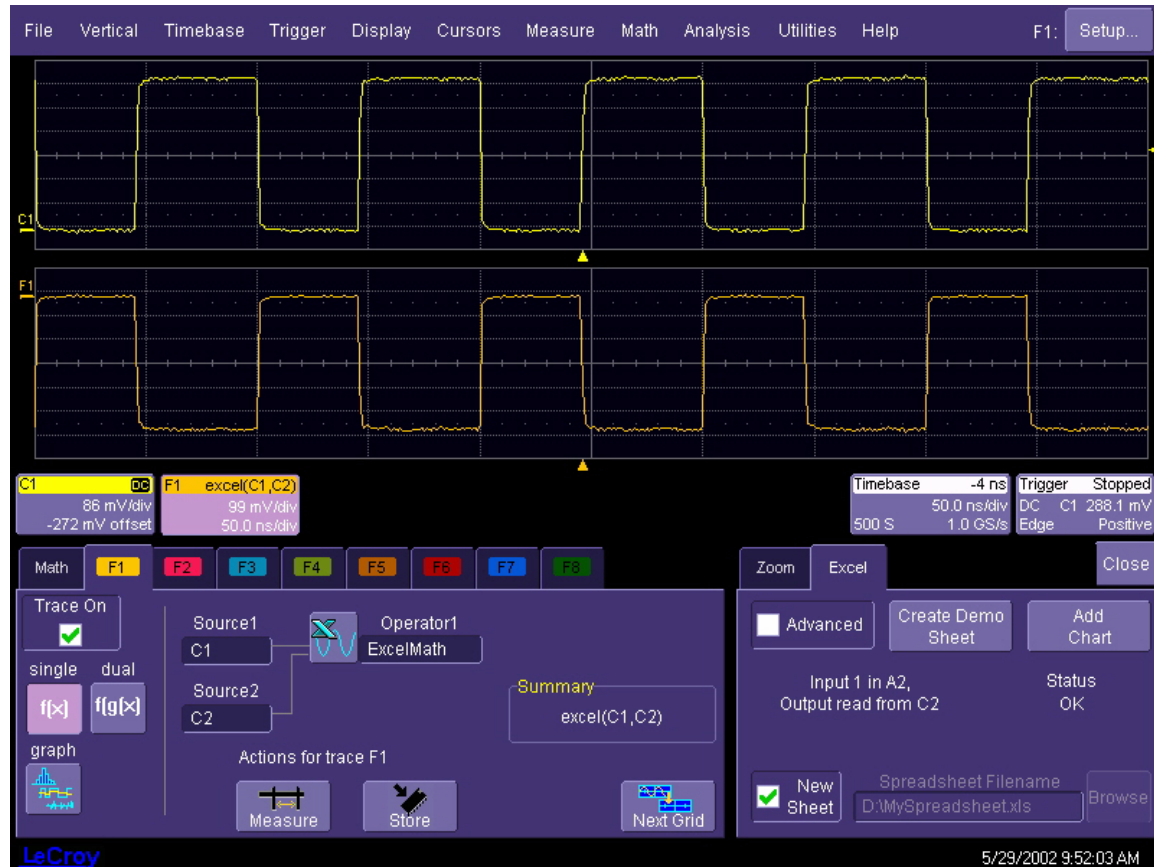 File Vertical Timebase Trigger Display Cursors Measure Math Analysis Utilities Help F1: Setup...
C1
F1
C1 DC
86 mV/div
-272 mV offset
F1 excel(C1,C2)
99 mV/div
50.0 ns/div
Timebase -4 ns
50.0 ns/div
500 S 1.0 GS/s
Trigger Stopped
DC C1 288.1 mV
Edge Positive
Math F1 F2 F3 F4 F5 F6 F7 F8
Zoom Excel Close
Trace On
single dual
f(x) f(g(x))
graph
Source1
C1
Operator1
ExcelMath
Source2
C2
Summary
excel(C1,C2)
Actions for trace F1
Measure
Store
Next Grid
Advanced
Create Demo
Sheet
Add
Chart
Input 1 in A2,
Output read from C2
Status
OK
New
Sheet
Spreadsheet Filename
D:\MySpreadsheet.xls
Browse
LeCroy
5/29/2002 9:52:03 AM